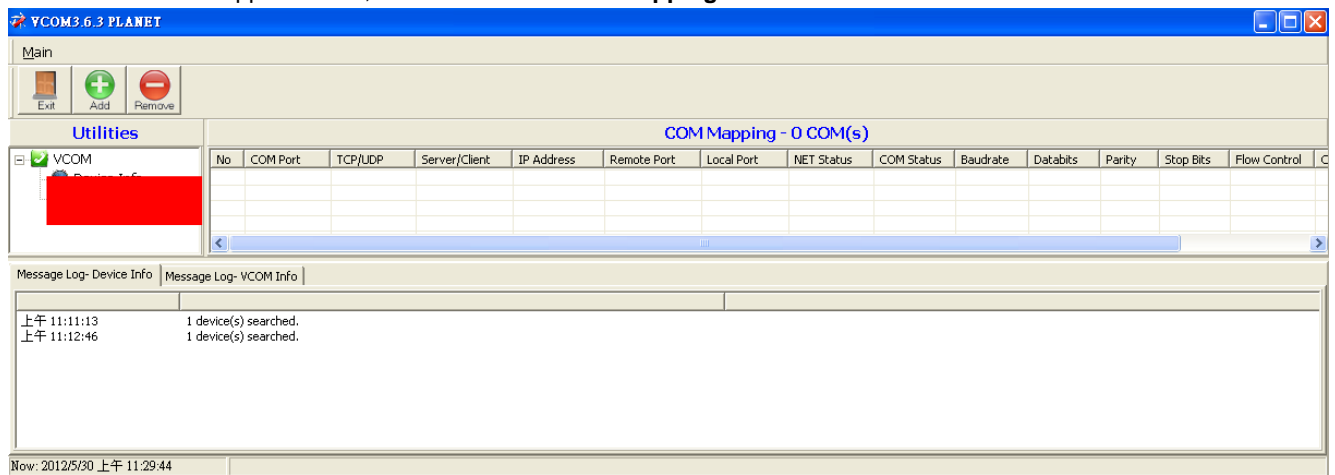 VCOM3.6.3 PLANET
Main
Exit Add Remove
Utilities
COM Mapping - 0 COM(s)
VCOM
No COM Port TCP/UDP Server/Client IP Address Remote Port Local Port NET Status COM Status Baudrate Databits Parity Stop Bits Flow Control C
Message Log- Device Info Message Log- VCOM Info
上午 11:11:13 1 device(s) searched.
上午 11:12:46 1 device(s) searched.
Now: 2012/5/30 上午 11:29:44